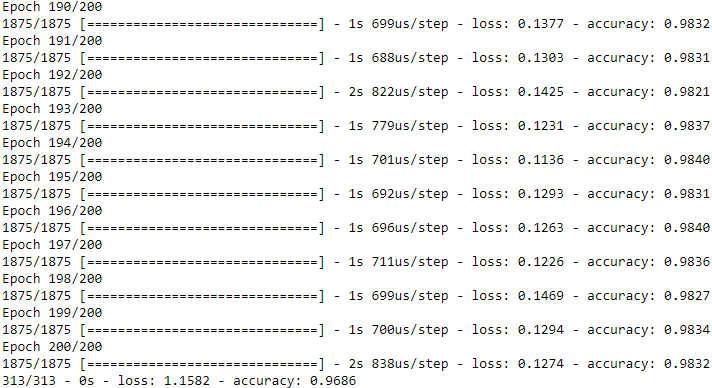 Epoch 190/200
1875/1875 [==============================] - 1s 699us/step - loss: 0.1377 - accuracy: 0.9832
Epoch 191/200
1875/1875 [==============================] - 1s 688us/step - loss: 0.1303 - accuracy: 0.9831
Epoch 192/200
1875/1875 [==============================] - 2s 822us/step - loss: 0.1425 - accuracy: 0.9821
Epoch 193/200
1875/1875 [==============================] - 1s 779us/step - loss: 0.1231 - accuracy: 0.9837
Epoch 194/200
1875/1875 [==============================] - 1s 701us/step - loss: 0.1136 - accuracy: 0.9840
Epoch 195/200
1875/1875 [==============================] - 1s 692us/step - loss: 0.1293 - accuracy: 0.9831
Epoch 196/200
1875/1875 [==============================] - 1s 696us/step - loss: 0.1263 - accuracy: 0.9840
Epoch 197/200
1875/1875 [==============================] - 1s 711us/step - loss: 0.1226 - accuracy: 0.9836
Epoch 198/200
1875/1875 [==============================] - 1s 699us/step - loss: 0.1469 - accuracy: 0.9827
Epoch 199/200
1875/1875 [==============================] - 1s 700us/step - loss: 0.1294 - accuracy: 0.9834
Epoch 200/200
1875/1875 [==============================] - 2s 838us/step - loss: 0.1274 - accuracy: 0.9832
313/313 - 0s - loss: 1.1582 - accuracy: 0.9686